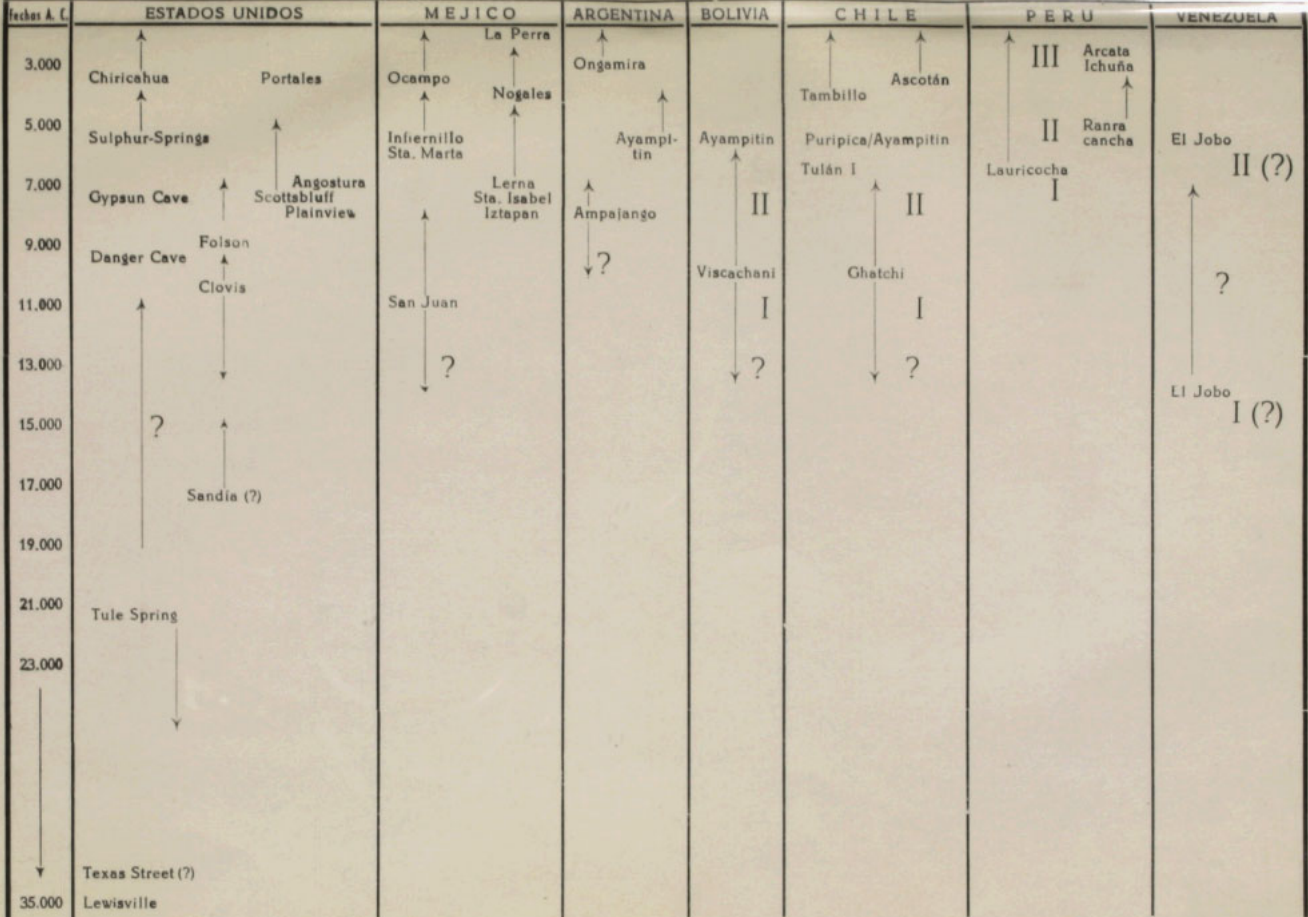 fechas A. C. ESTADOS UNIDOS MEJICO ARGENTINA BOLIVIA CHILE PERU VENEZUELA
La Perra
3.000 Chiricahua Portales Ocampo Ongamira Ascotán III Arcata
Ichuña
Nogales Tambillo
5.000 Sulphur-Springs Infiernillo Ayampi- Ayampitin Puripica/Ayampitin II Ranra El Jobo
Sta. Marta tin cancha
Tulán I Lauricocha II (?)
7.000 Angostura Lerna I
Gypsun Cave Scottsbluff Sta. Isabel II II
Plainview Iztapan Ampajango
9.000 Folson
Danger Cave ?
Clovis Viscachani Ghatchi ?
11.000 San Juan I I
13.000 ? ? ?
El Jobo
15.000 ? I (?)
17.000 Sandia (?)
19.000
21.000 Tule Spring
23.000
Texas Street (?)
35.000 Lewisville